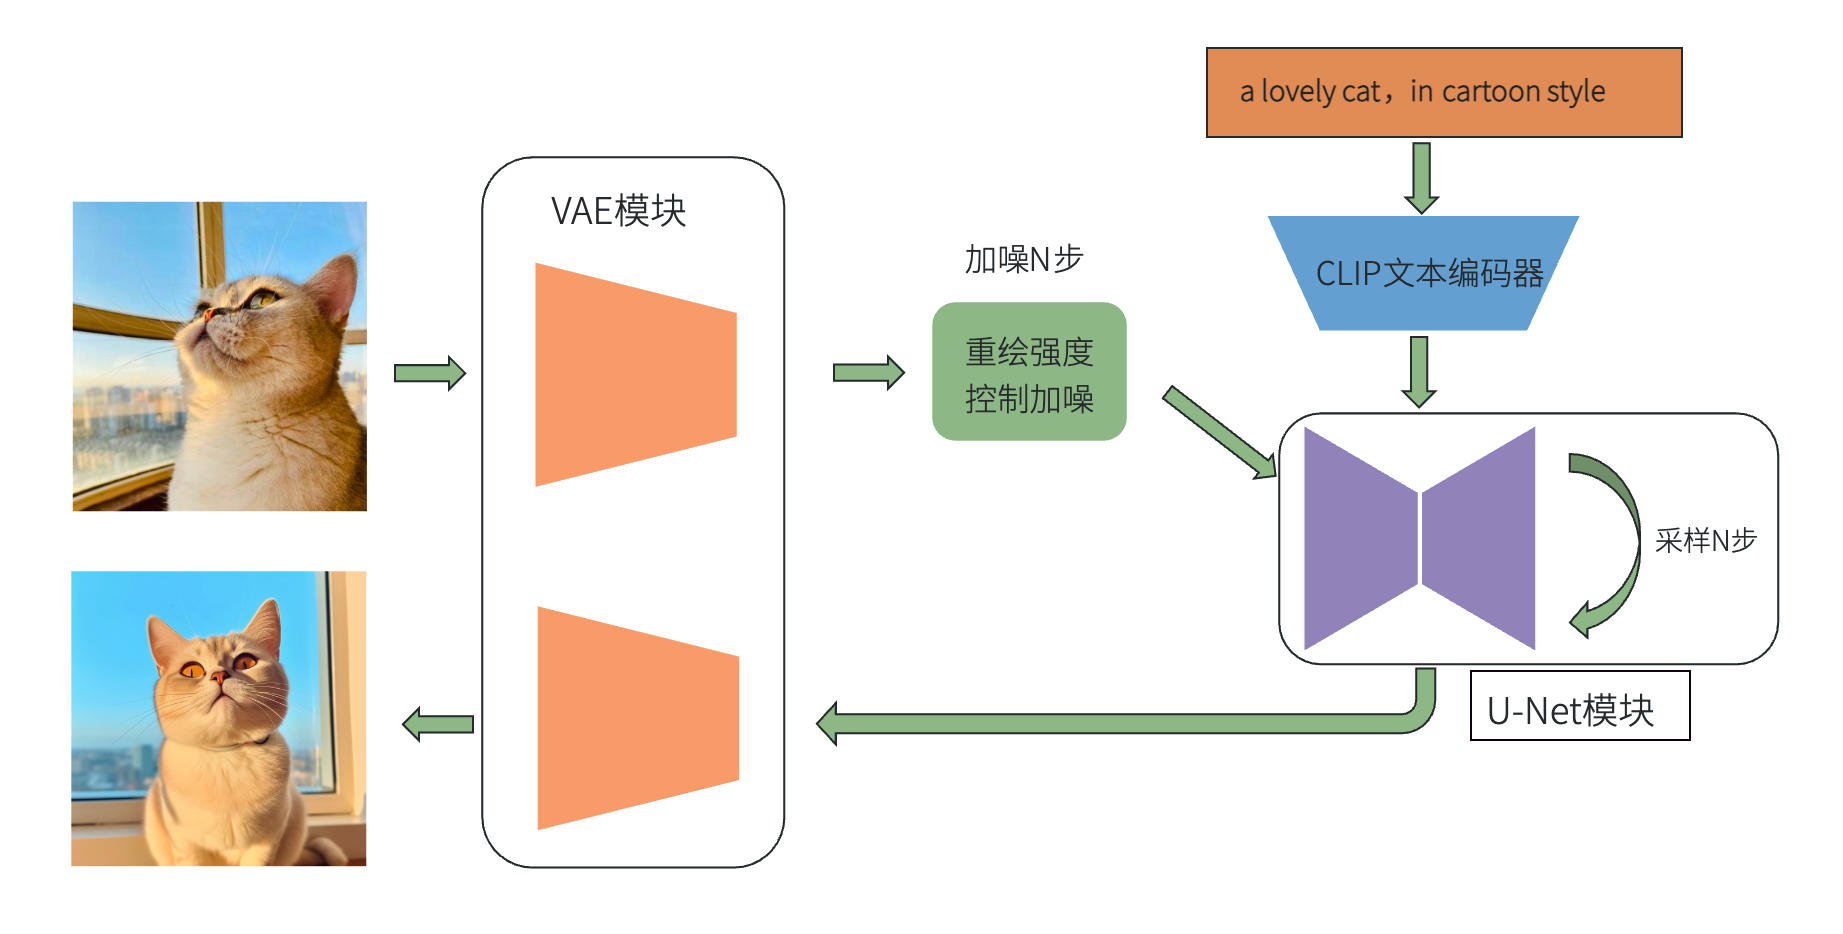 a lovely cat，in cartoon style
VAE模块
加噪N步
CLIP文本编码器
重绘强度
控制加噪
采样N步
U-Net模块